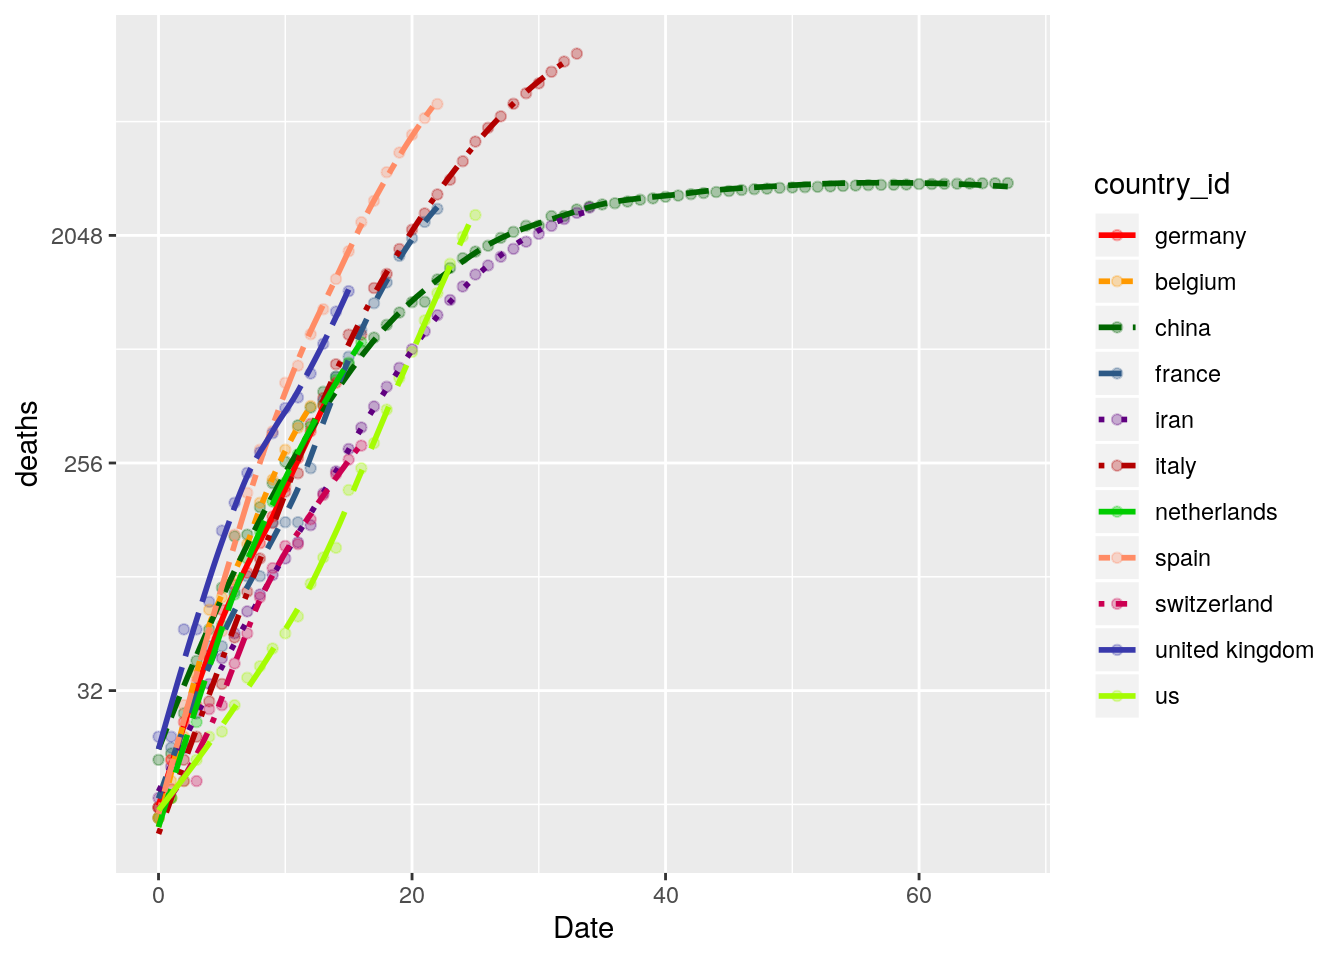 deaths
2048
256
32
0
20
40
60
Date
country_id
germany
belgium
china
france
iran
italy
netherlands
spain
switzerland
united kingdom
us